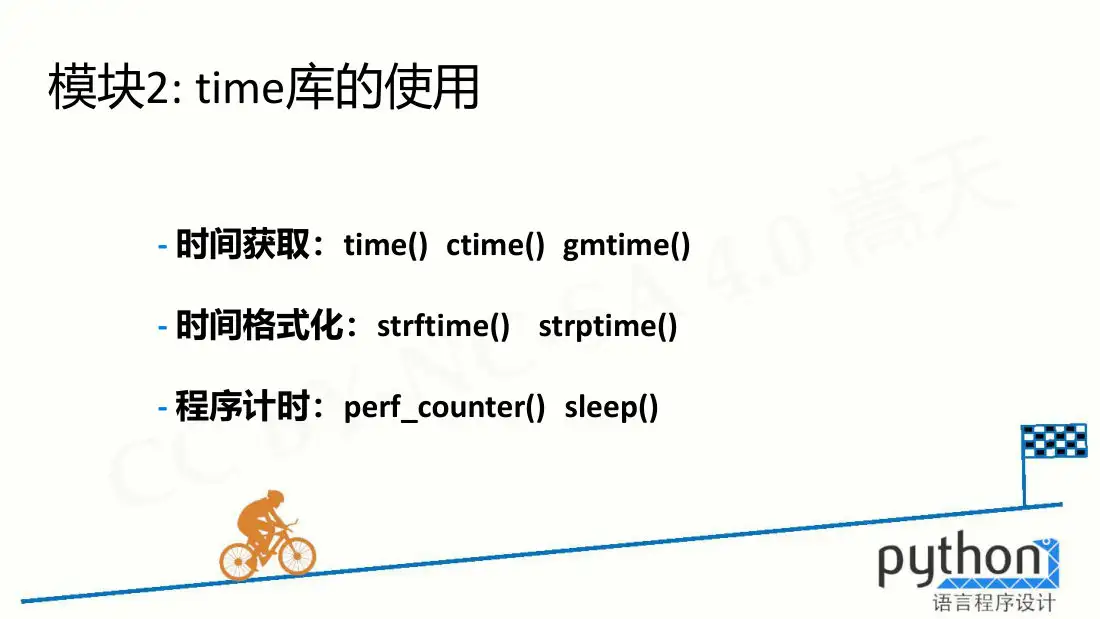 模块2: time库的使用
CC BY NC SA 4.0 嵩天
- 时间获取：time() ctime() gmtime()
- 时间格式化：strftime() strptime()
- 程序计时：perf_counter() sleep()
python
语言程序设计